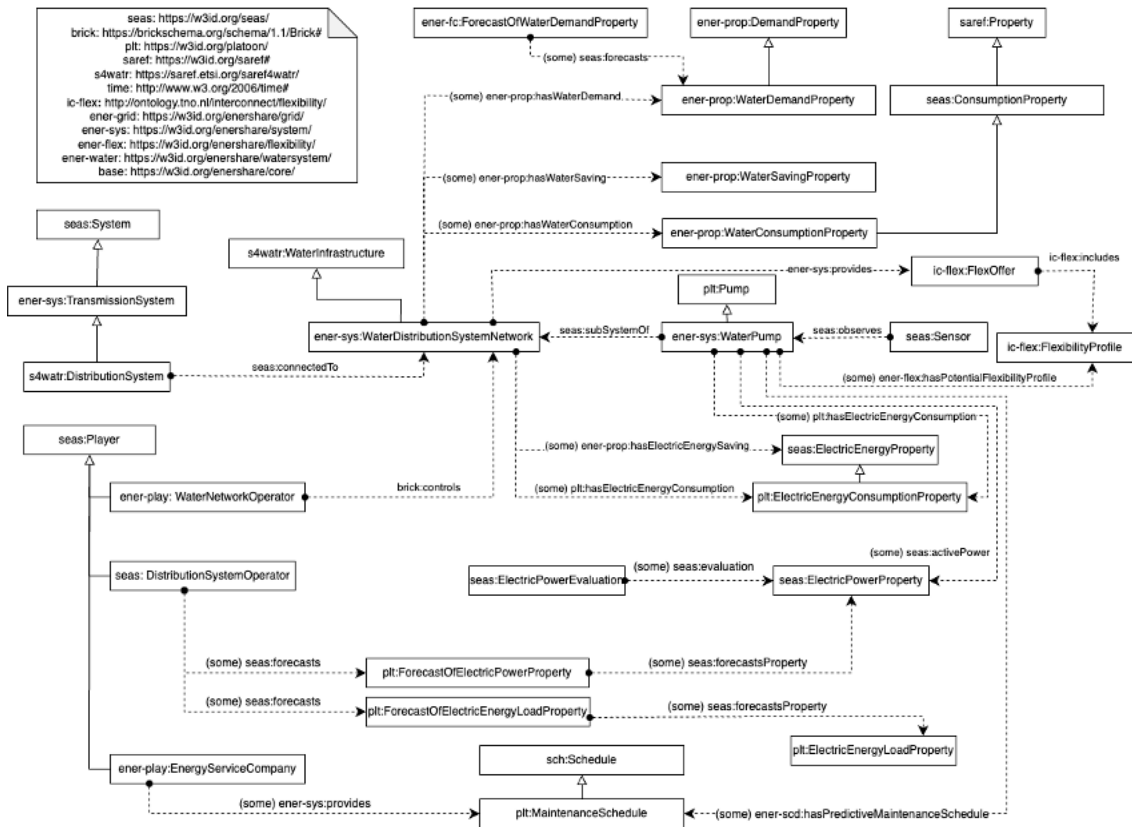 seas: https://w3id.org/seas/
brick: https://brickschema.org/schema/1.1/Brick#
plt: https://w3id.org/platoon/
saref: https://w3id.org/saref#
s4watr: https://saref.etsi.org/saref4watr/
time: http://www.w3.org/2006/time#
ic-flex: http://ontology.tno.nl/interconnect/flexibility/
ener-grid: https://w3id.org/enershare/grid/
ener-sys: https://w3id.org/enershare/system/
ener-flex: https://w3id.org/enershare/flexibility/
ener-water: https://w3id.org/enershare/watersystem/
base: https://w3id.org/enershare/core/
ener-fc:ForecastOfWaterDemandProperty
ener-prop:DemandProperty
saref:Property
(some) seas:forecasts
(some) ener-prop:hasWaterDemand
ener-prop:WaterDemandProperty
seas:ConsumptionProperty
(some) ener-prop:hasWaterSaving
ener-prop:WaterSavingProperty
seas:System
(some) ener-prop:hasWaterConsumption
ener-prop:WaterConsumptionProperty
s4watr:WaterInfrastructure
ener-sys:provides
ic-flex:FlexOffer
ic-flex:includes
plt:Pump
ener-sys:TransmissionSystem
ener-sys:WaterDistributionSystemNetwork
seas:subSystemOf
ener-sys:WaterPump
seas:observes
seas:Sensor
ic-flex:FlexibilityProfile
s4watr:DistributionSystem
seas:connectedTo
(some) ener-flex:hasPotentialFlexibilityProfile
(some) plt:hasElectricEnergyConsumption
seas:Player
(some) ener-prop:hasElectricEnergySaving
seas:ElectricEnergyProperty
ener-play: WaterNetworkOperator
brick:controls
(some) plt:hasElectricEnergyConsumption
plt:ElectricEnergyConsumptionProperty
(some) seas:activePower
seas: DistributionSystemOperator
seas:ElectricPowerEvaluation
(some) seas:evaluation
seas:ElectricPowerProperty
(some) seas:forecasts
plt:ForecastOfElectricPowerProperty
(some) seas:forecastsProperty
(some) seas:forecasts
plt:ForecastOfElectricEnergyLoadProperty
(some) seas:forecastsProperty
plt:ElectricEnergyLoadProperty
ener-play:EnergyServiceCompany
sch:Schedule
(some) ener-sys:provides
plt:MaintenanceSchedule
(some) ener-scd:hasPredictiveMaintenanceSchedule